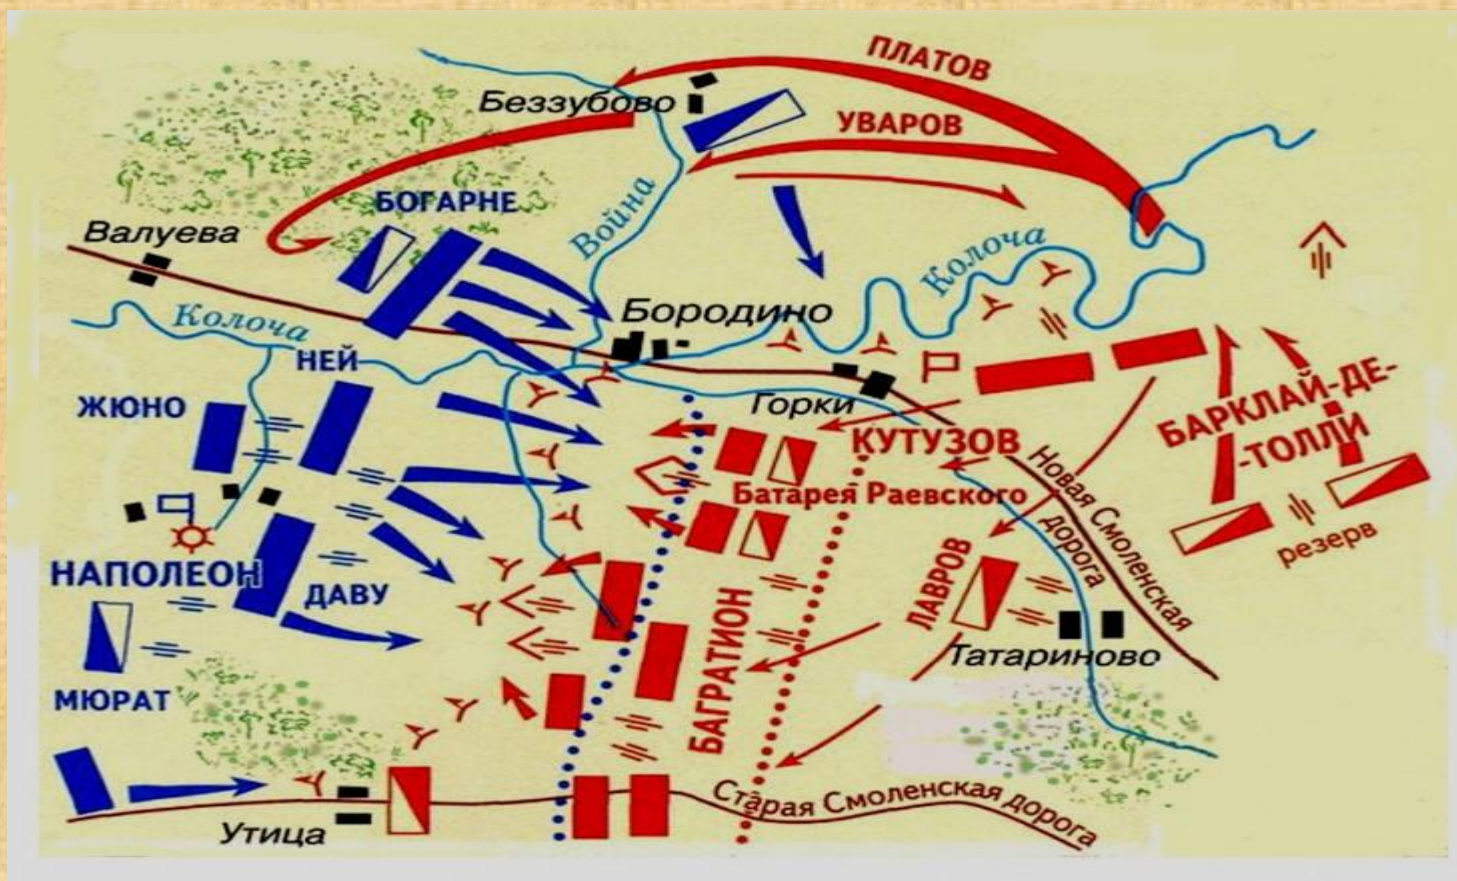 ПЛАТОВ
Беззубово
УВАРОВ
Война
БОГАРНЕ
Валуева
Колоча
Колоча
Бородино
НЕЙ
ЖЮНО
Горки
БАРКЛАЙ-ДЕ-
-ТОЛЛИ
КУТУЗОВ
Батарея Раевского
Новая Смоленская
дорога
резерв
НАПОЛЕОН
ДАВУ
ЛАВРОВ
БАГРАТИОН
Татариново
МЮРАТ
Старая Смоленская дорога
Утица